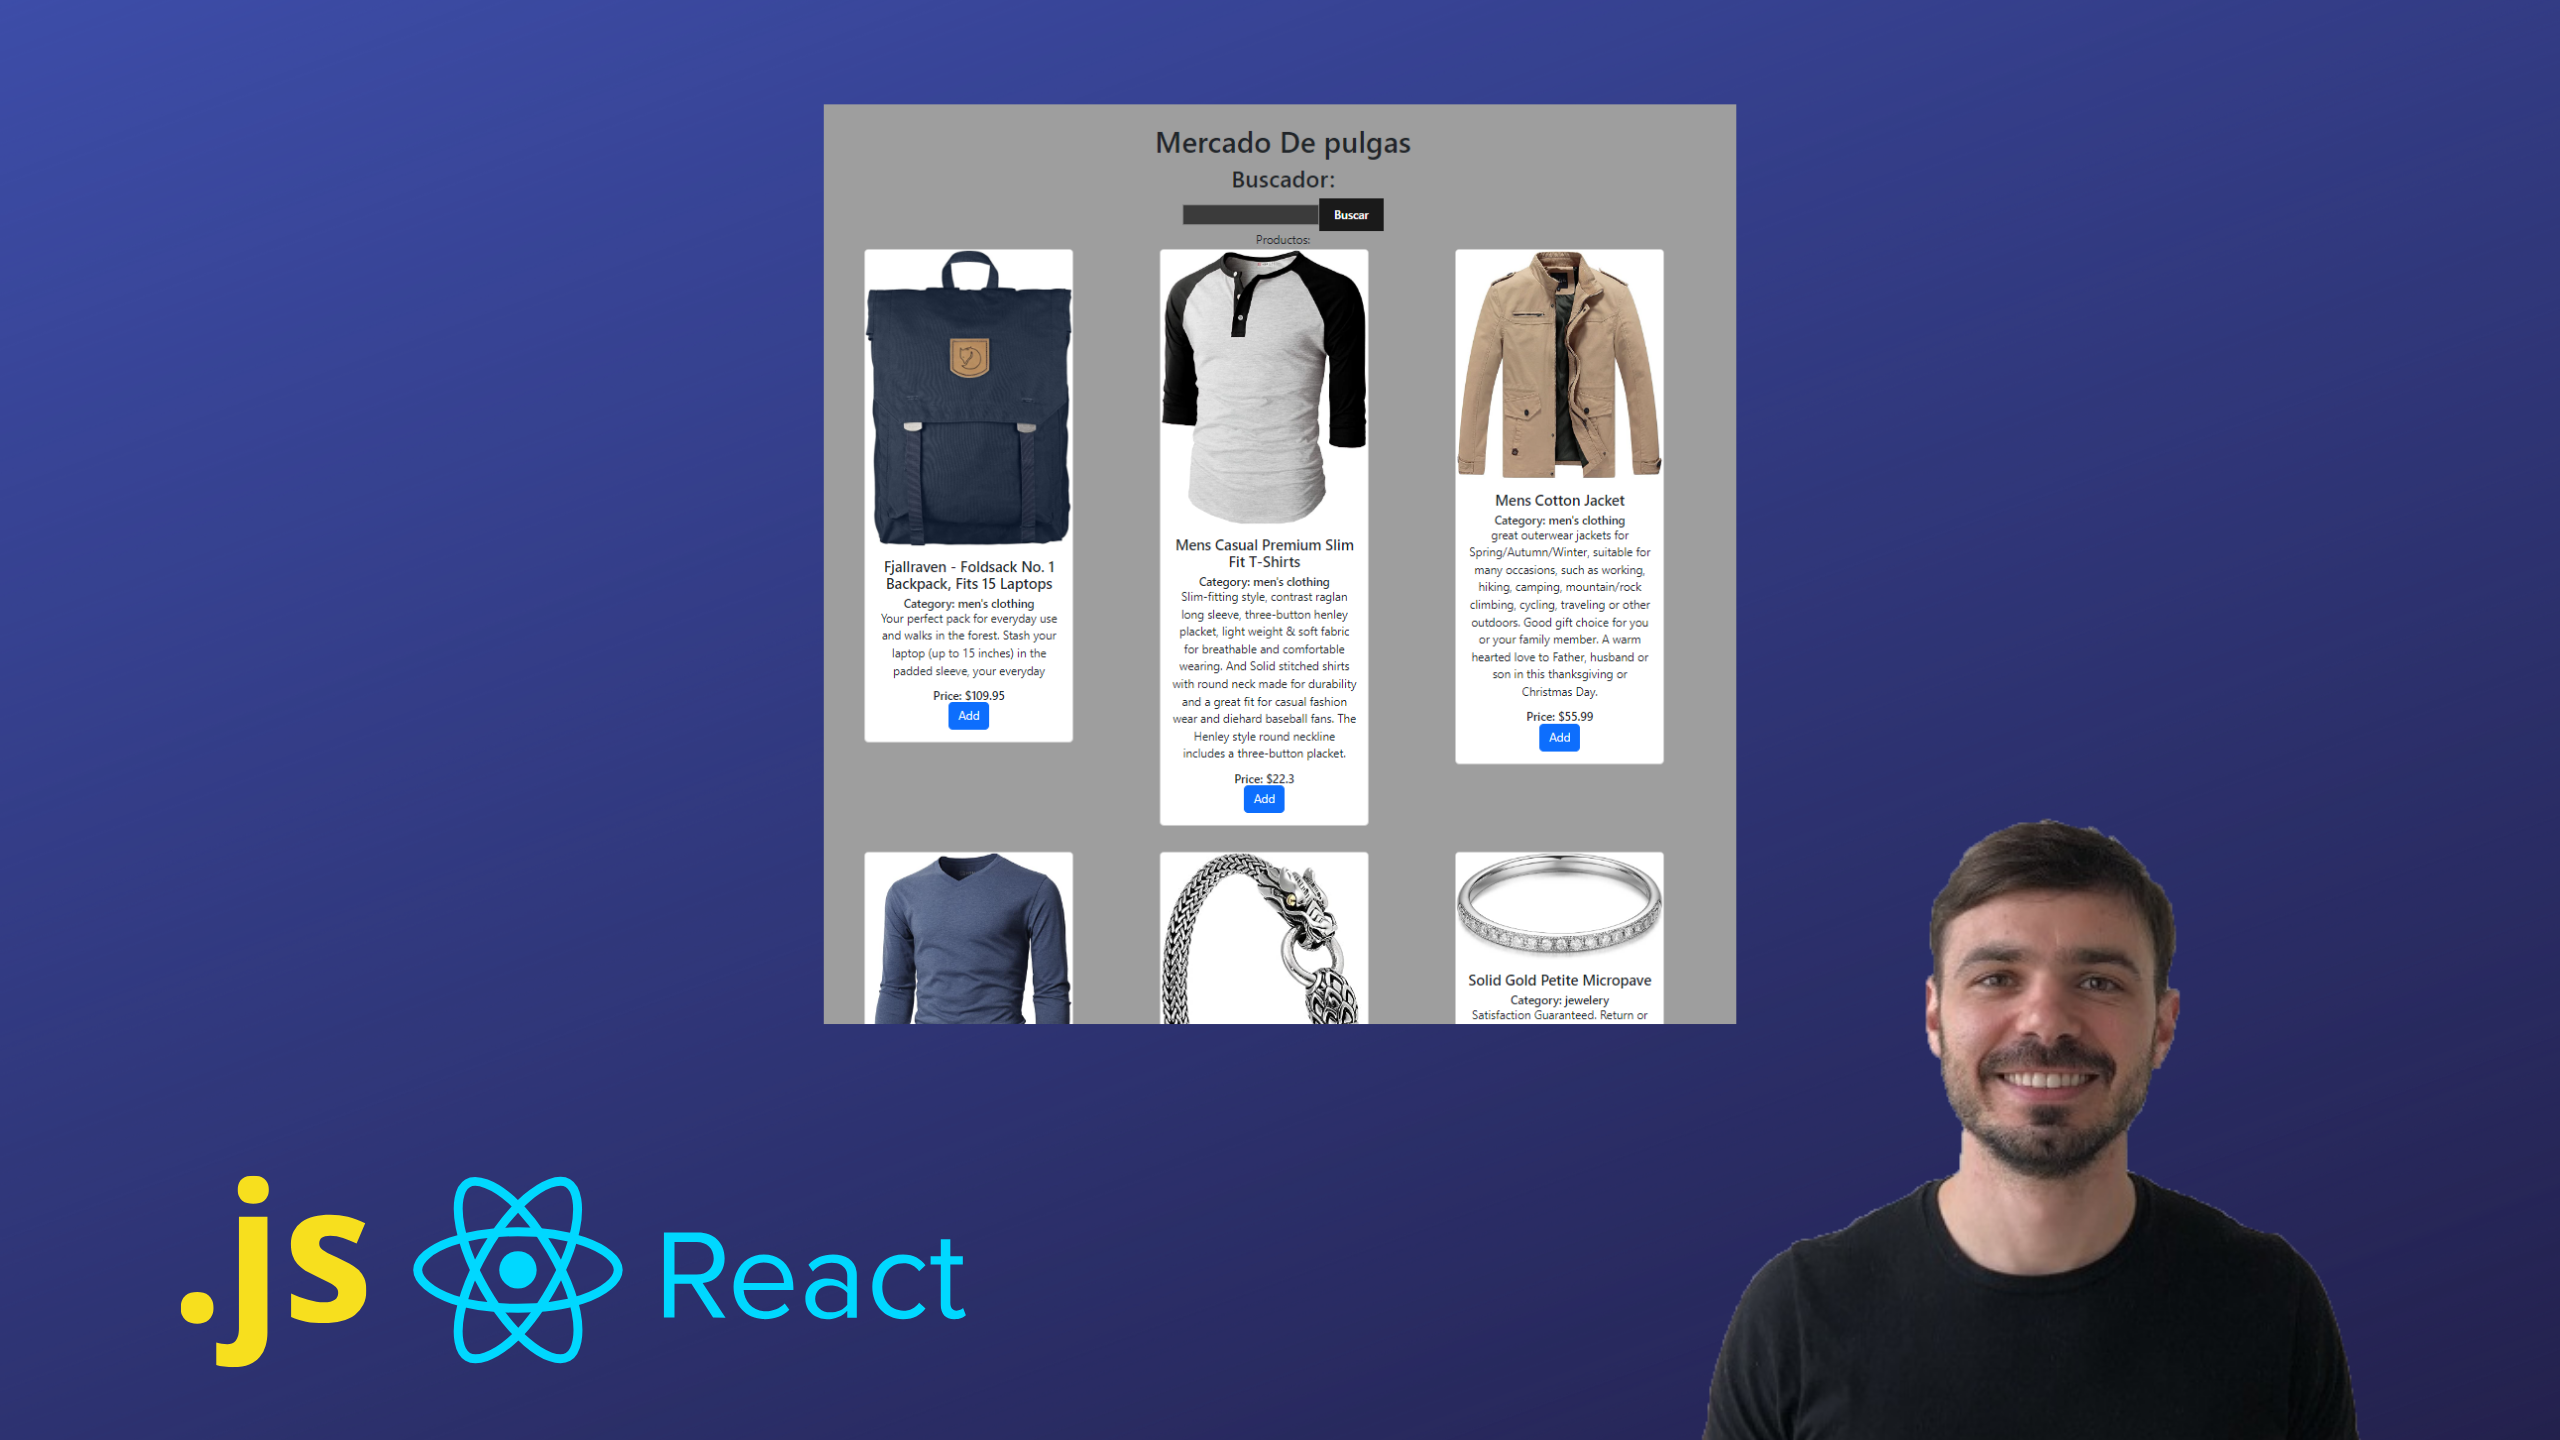 Mercado De pulgas
Buscador:
Buscar
Productos:
Fjallraven - Foldsack No. 1
Backpack, Fits 15 Laptops
Category: men's clothing
Your perfect pack for everyday use
and walks in the forest. Stash your
laptop (up to 15 inches) in the
padded sleeve, your everyday
Price: $109.95
Add
Mens Casual Premium Slim
Fit T-Shirts
Category: men's clothing
Slim-fitting style, contrast raglan
long sleeve, three-button henley
placket, light weight & soft fabric
for breathable and comfortable
wearing. And Solid stitched shirts
with round neck made for durability
and a great fit for casual fashion
wear and diehard baseball fans. The
Henley style round neckline
includes a three-button placket.
Price: $22.3
Add
Mens Cotton Jacket
Category: men's clothing
great outerwear jackets for
Spring/Autumn/Winter, suitable for
many occasions, such as working,
hiking, camping, mountain/rock
climbing, cycling, traveling or other
outdoors. Good gift choice for you
or your family member. A warm
hearted love to Father, husband or
son in this thanksgiving or
Christmas Day.
Price: $55.99
Add
Solid Gold Petite Micropave
Category: jewelery
Satisfaction Guaranteed. Return or
.js
React